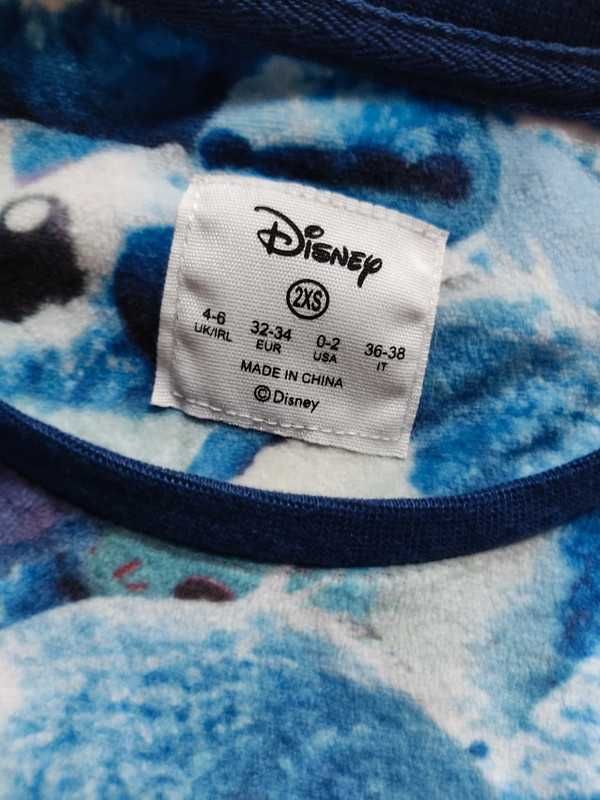 Disney
2XS
4-6 32-34 0-2 36-38
UK/IRL EUR USA IT
MADE IN CHINA
©Disney